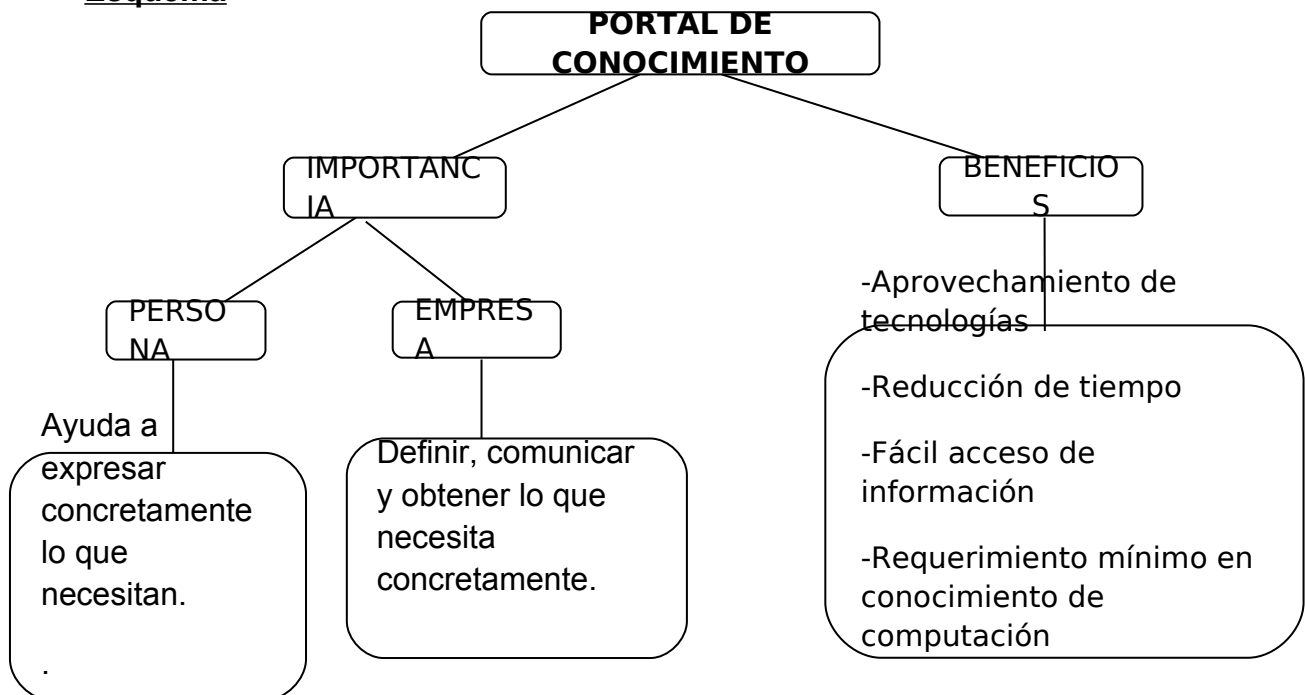 Esquema
PORTAL DE
CONOCIMIENTO
IMPORTANC
IA
BENEFICIO
S
PERSO
NA
EMPRES
A
Ayuda a
expresar
concretamente
lo que
necesitan.
.
Definir, comunicar
y obtener lo que
necesita
concretamente.
-Aprovechamiento de
tecnologías
-Reducción de tiempo
-Fácil acceso de
información
-Requerimiento mínimo en
conocimiento de
computación